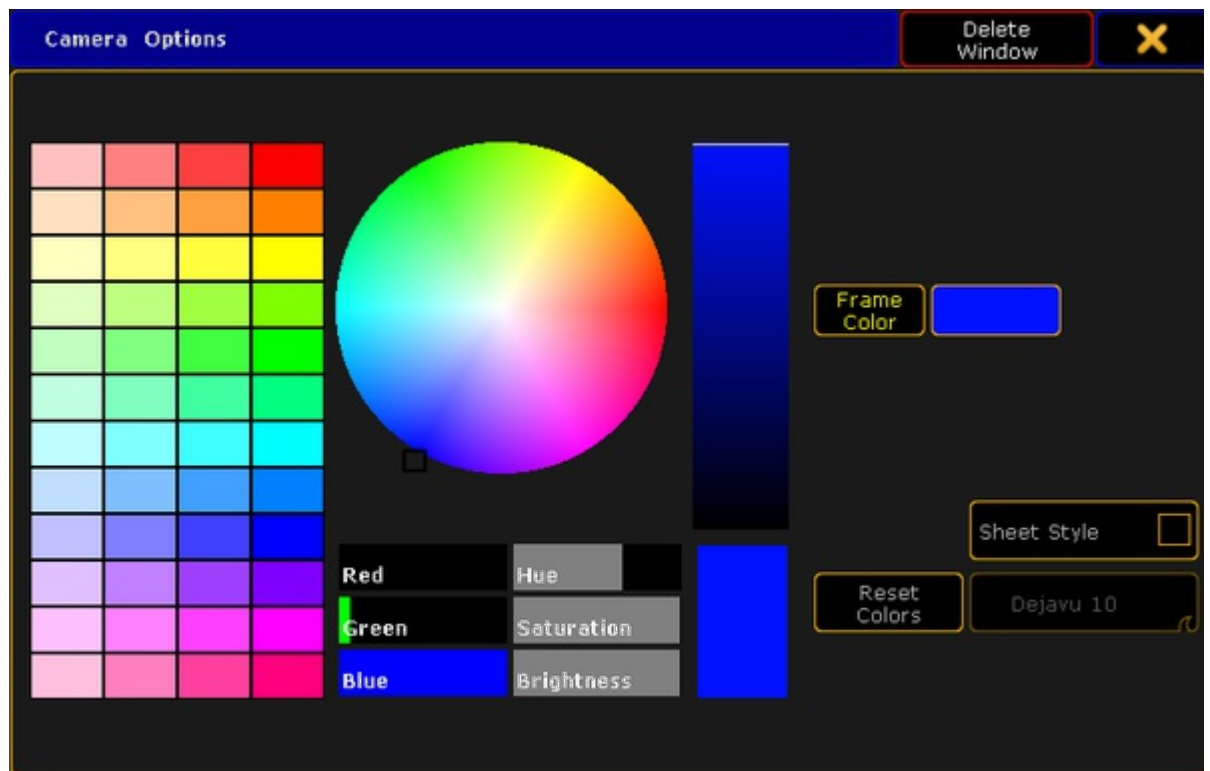 Camera Options
Delete
Window
Frame
Color
Sheet Style
Red
Hue
Reset
Colors
Dejavu 10
Green
Saturation
Blue
Brightness